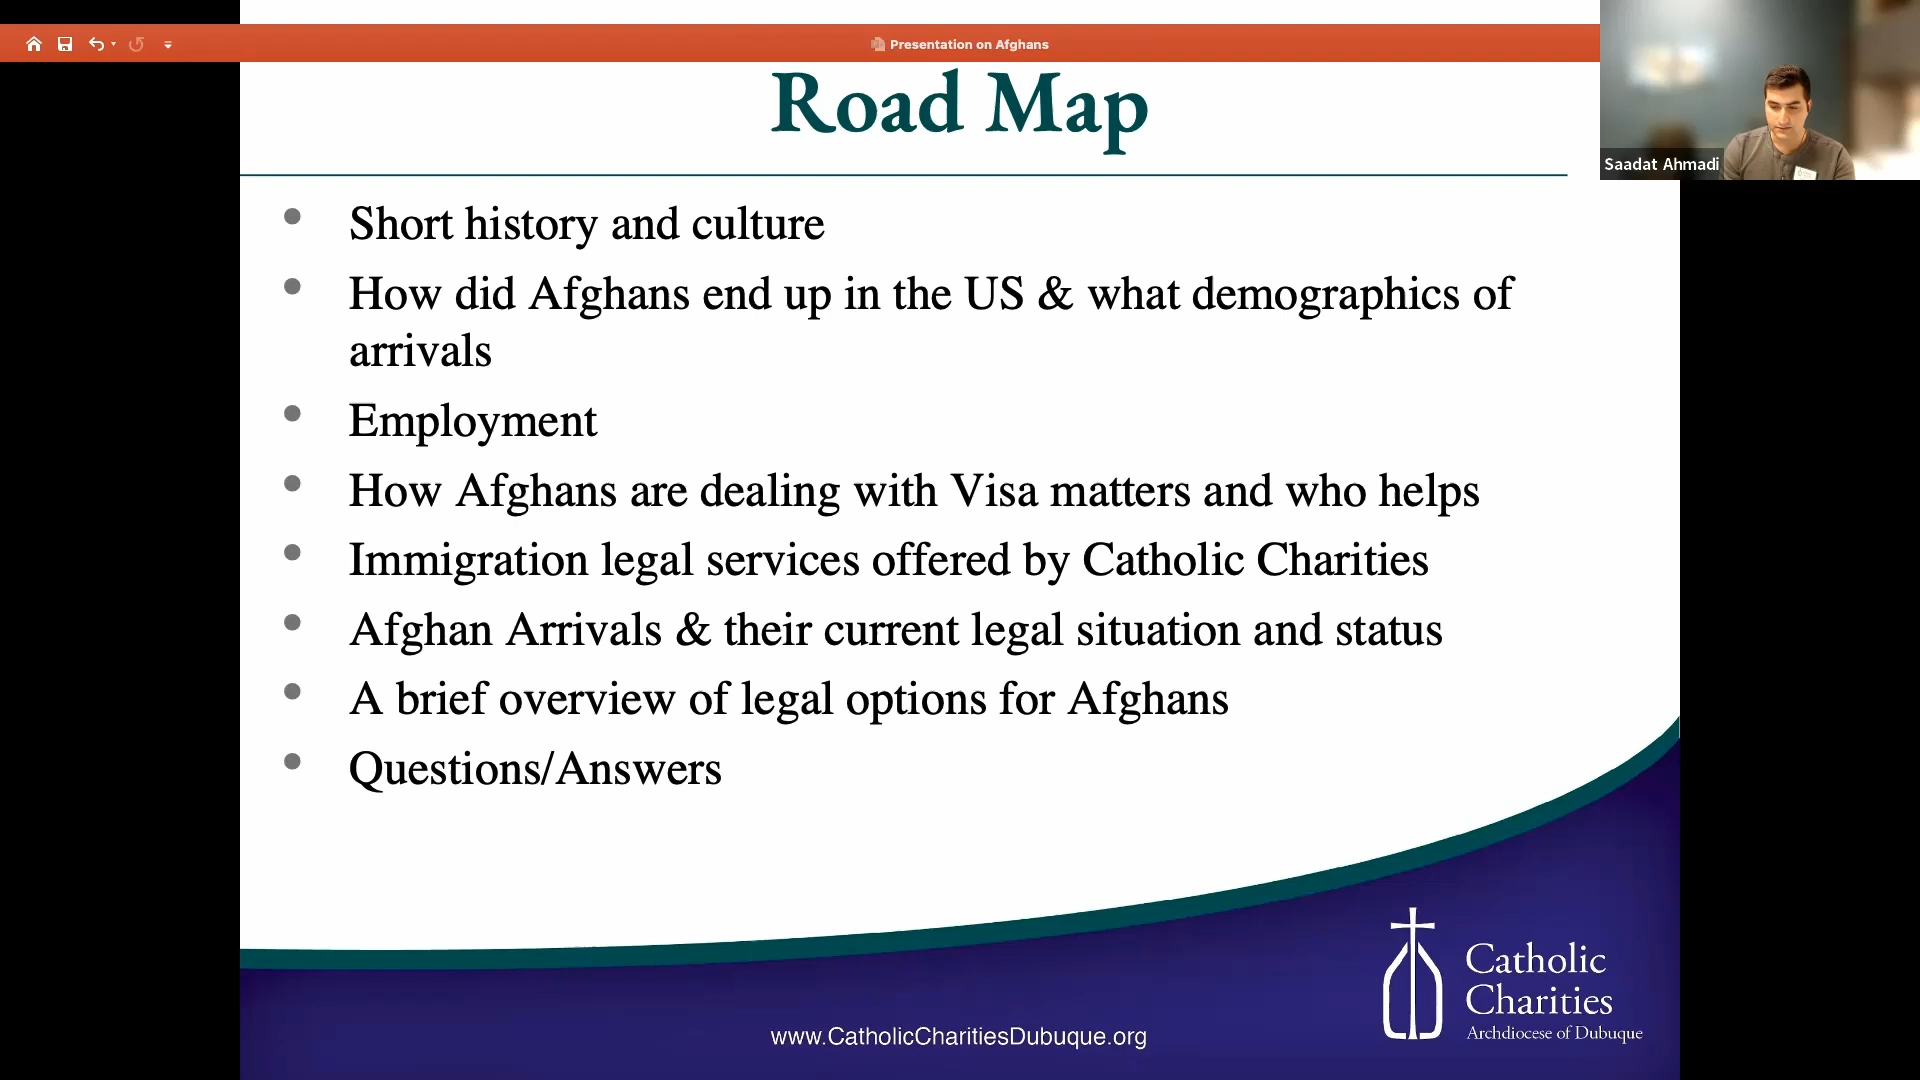 Presentation on Afghans
Road Map
Saadat Ahmadi
Short history and culture
How did Afghans end up in the US & what demographics of
arrivals
Employment
How Afghans are dealing with Visa matters and who helps
Immigration legal services offered by Catholic Charities
Afghan Arrivals & their current legal situation and status
A brief overview of legal options for Afghans
Questions/Answers
Catholic
Charities
Archdiocese of Dubuque
www.CatholicCharitiesDubuque.org